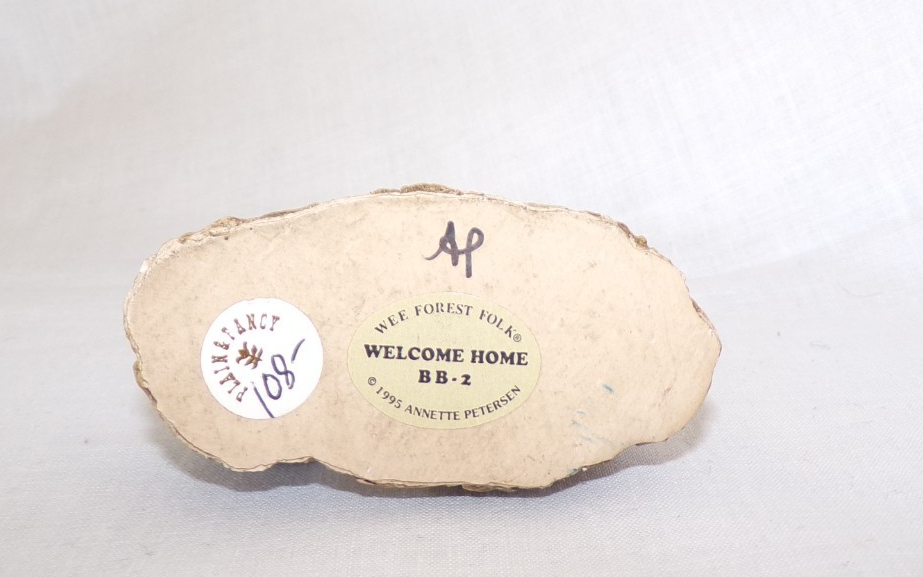 AP
PLAIN & FANCY
108-
WEE FOREST FOLK®
WELCOME HOME
BB-2
© 1995 ANNETTE PETERSEN